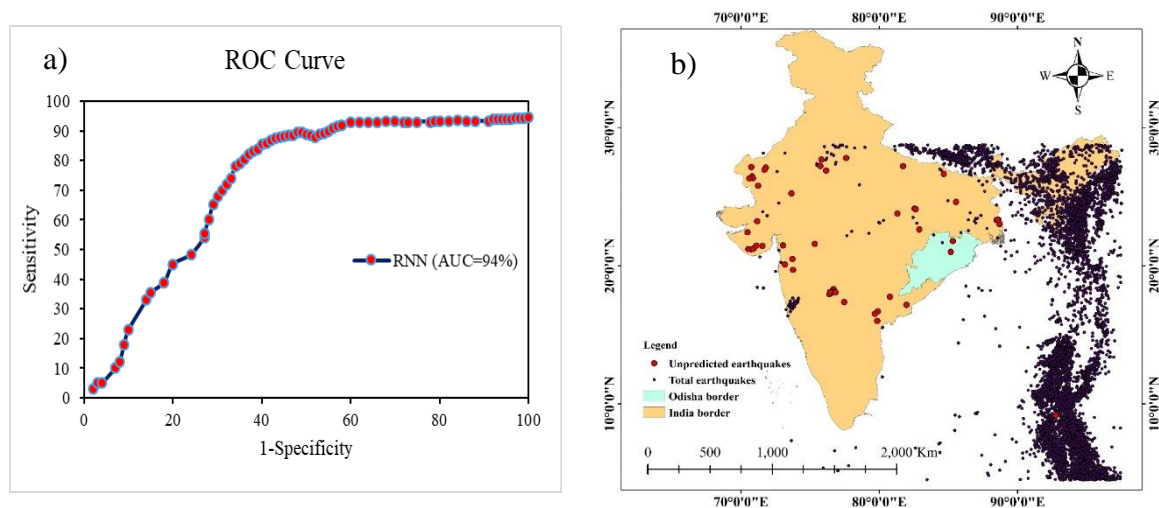 a)
ROC Curve
100
90
80
70
60
50
40
30
20
10
0
Sensitivity
RNN (AUC=94%)
0
20
40
60
80
100
1-Specificity
b)
70°0'0"E
80°0'0"E
90°0'0"E
N
W
E
S
30°0'0"N
20°0'0"N
10°0'0"N
30°0'0"N
20°0'0"N
10°0'0"N
Legend
Unpredicted earthquakes
Total earthquakes
Odisha border
India border
0
500
1,000
2,000 Km
70°0'0"E
80°0'0"E
90°0'0"E